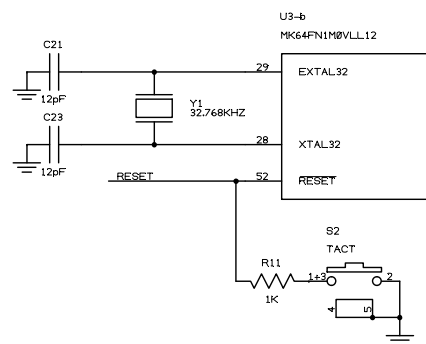 U3-b
MK64FN1M0VLL12
C21
29
EXTAL32
12pF
Y1
32.768KHZ
C23
28
XTAL32
12pF
RESET
52
RESET
S2
TACT
R11
1+3
2
1K
4
5